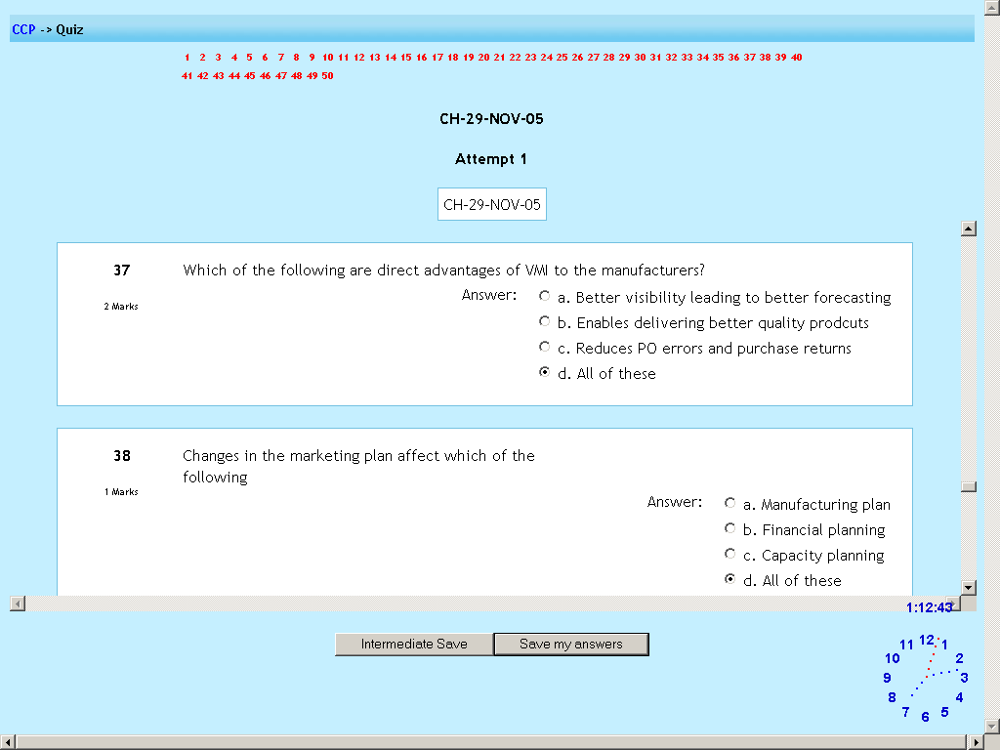 CCP -> Quiz
1 2 3 4 5 6 7 8 9 10 11 12 13 14 15 16 17 18 19 20 21 22 23 24 25 26 27 28 29 30 31 32 33 34 35 36 37 38 39 40
41 42 43 44 45 46 47 48 49 50
CH-29-NOV-05
Attempt 1
CH-29-NOV-05
37 Which of the following are direct advantages of VMI to the manufacturers?
2 Marks
Answer: a. Better visibility leading to better forecasting
b. Enables delivering better quality prodcuts
c. Reduces PO errors and purchase returns
d. All of these
38 Changes in the marketing plan affect which of the
following
1 Marks
Answer: a. Manufacturing plan
b. Financial planning
c. Capacity planning
d. All of these
1:12:43
Intermediate Save Save my answers
12 1 2 3 4 5 6 7 8 9 10 11